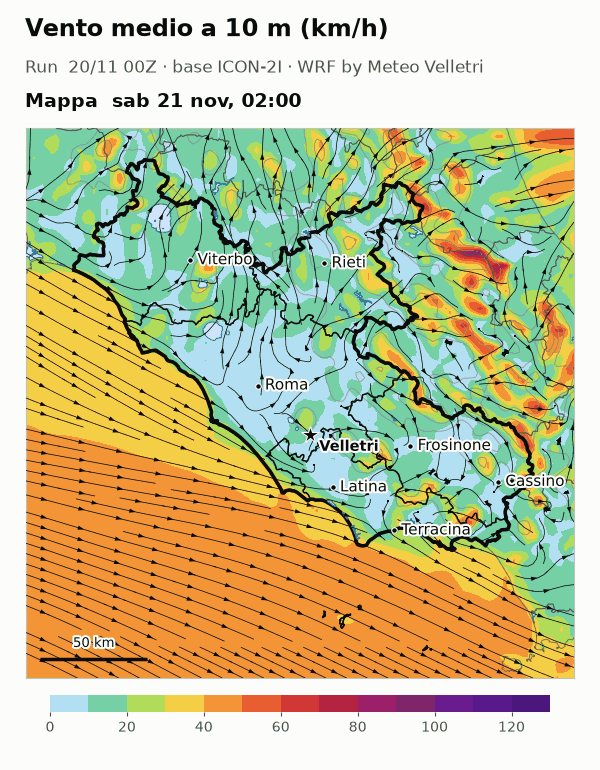 Vento medio a 10 m (km/h)
Run  20/11 00Z · base ICON-2I · WRF by Meteo Velletri
Mappa  sab 21 nov, 02:00
Viterbo
Rieti
Roma
Velletri
Frosinone
Cassino
Latina
Terracina
50 km
0 20 40 60 80 100 120